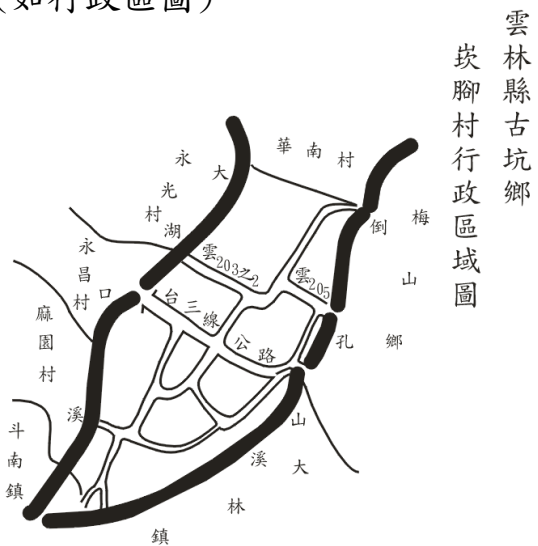 (如行政區圖)
雲林縣古坑鄉
崁腳村行政區域圖
華南村
永光村
大湖口溪
永昌村
麻園村
斗南鎮
雲203之2
雲205
台三線
公路
倒孔山溪
梅山鄉
大林鎮